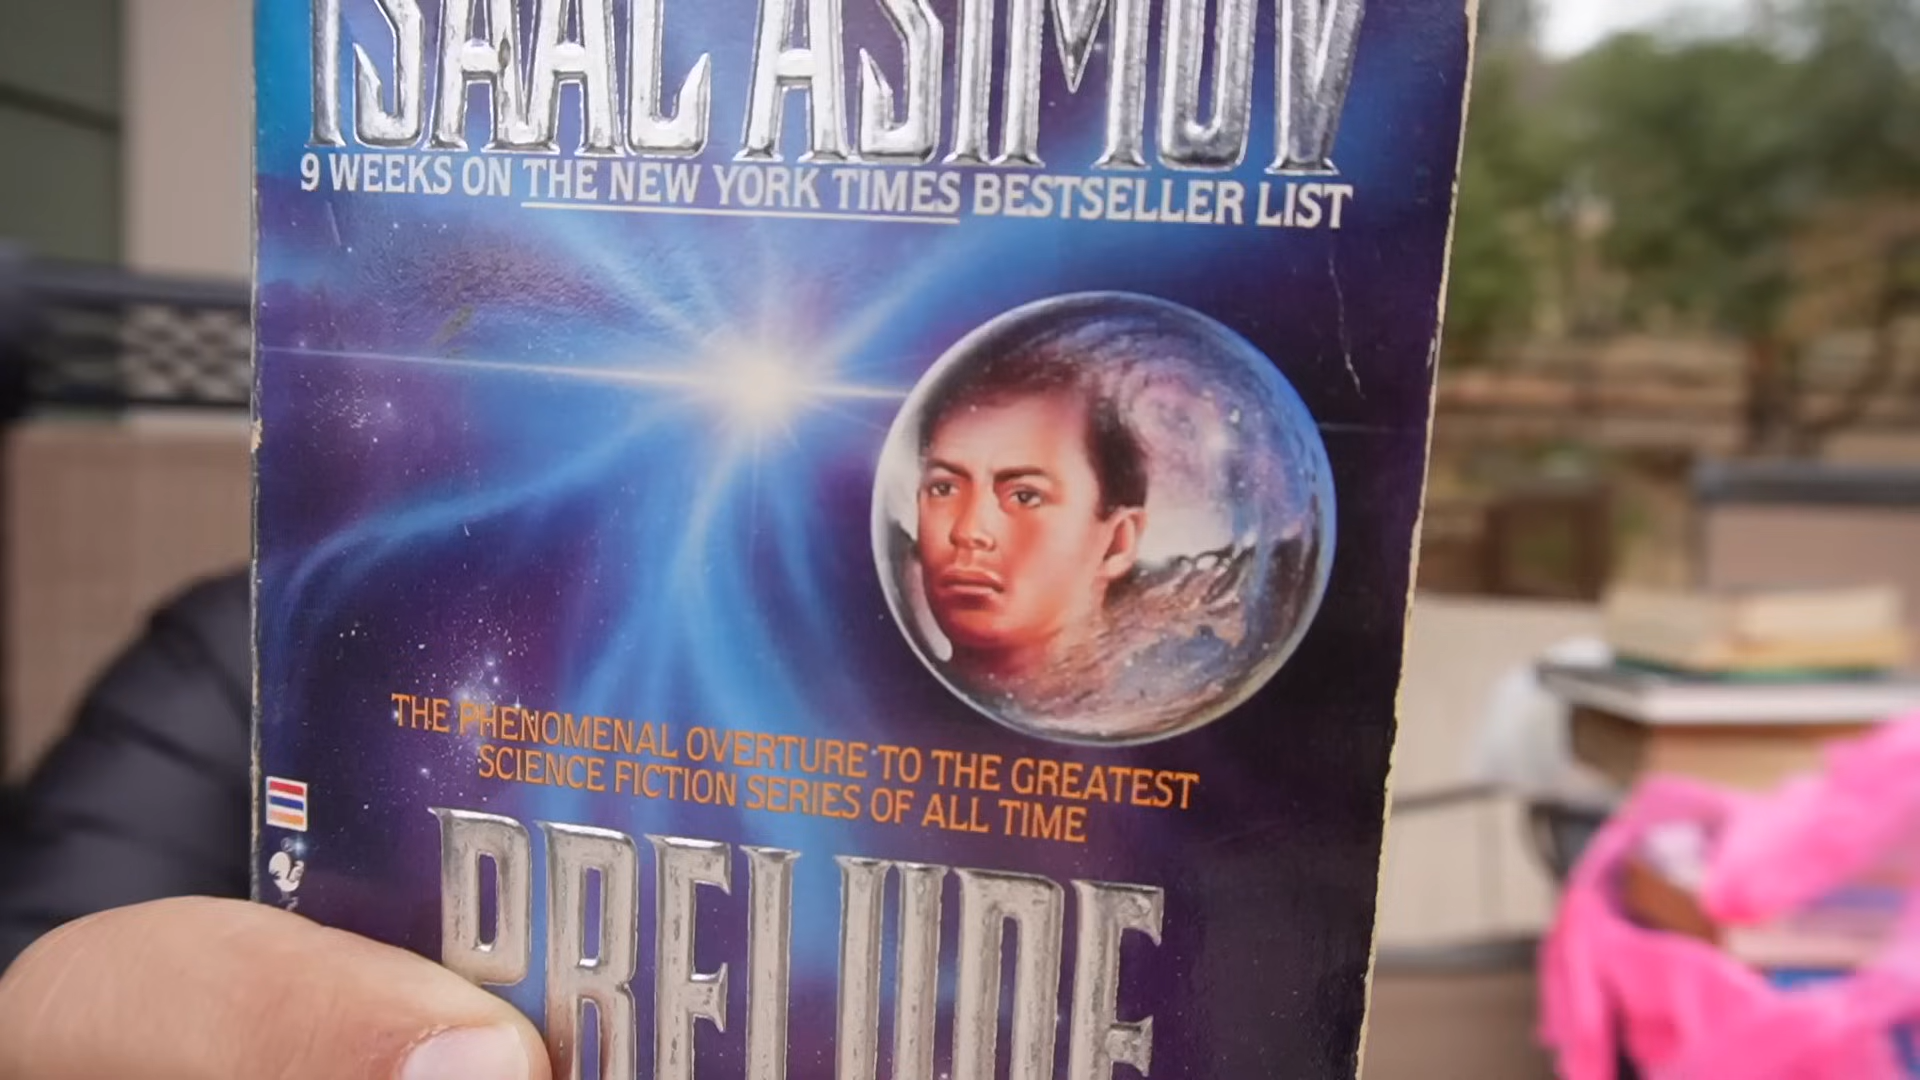 ISAAC ASIMOV
9 WEEKS ON THE NEW YORK TIMES BESTSELLER LIST
THE PHENOMENAL OVERTURE TO THE GREATEST
SCIENCE FICTION SERIES OF ALL TIME
PRELUDE